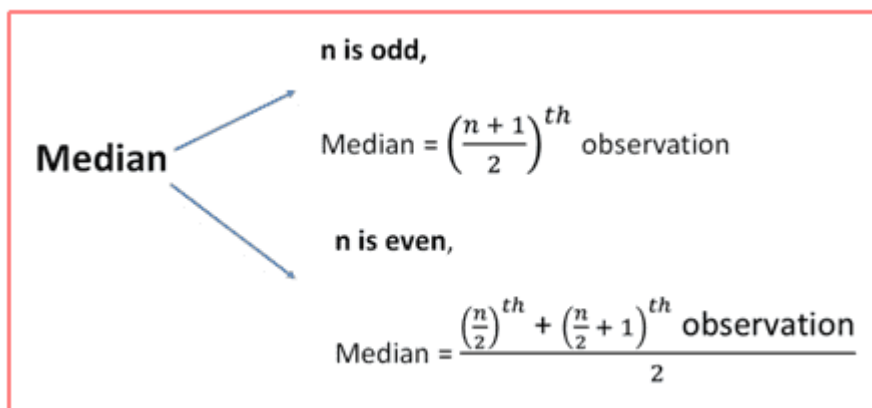 n is odd,
Median
Median = ((n + 1)/2)^th observation
n is even,
Median = ((n/2)^th + (n/2 + 1)^th observation)/2